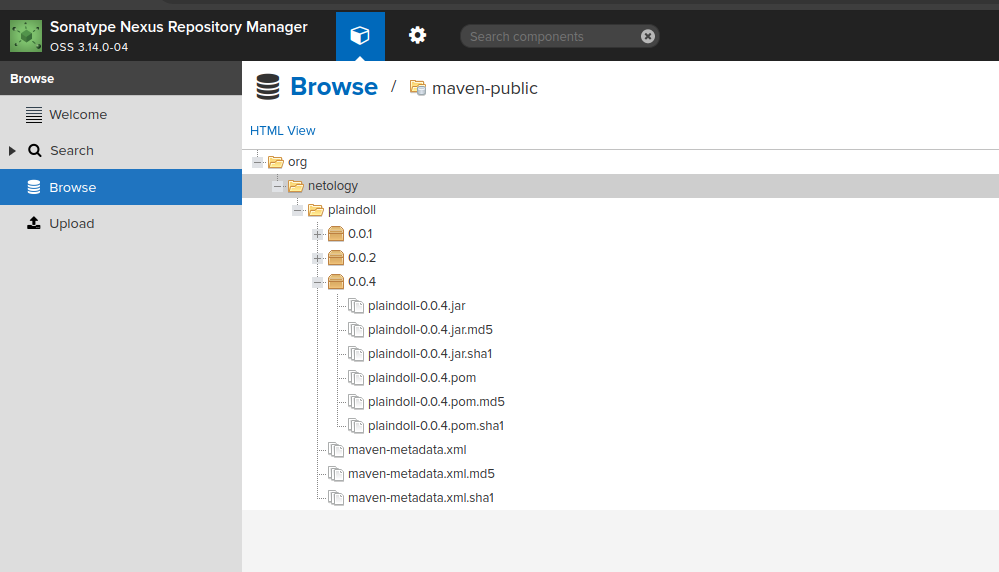 Sonatype Nexus Repository Manager
OSS 3.14.0-04
Search components
Browse
Welcome
Search
Browse
Upload
Browse / maven-public
HTML View
org
netology
plaindoll
0.0.1
0.0.2
0.0.4
plaindoll-0.0.4.jar
plaindoll-0.0.4.jar.md5
plaindoll-0.0.4.jar.sha1
plaindoll-0.0.4.pom
plaindoll-0.0.4.pom.md5
plaindoll-0.0.4.pom.sha1
maven-metadata.xml
maven-metadata.xml.md5
maven-metadata.xml.sha1